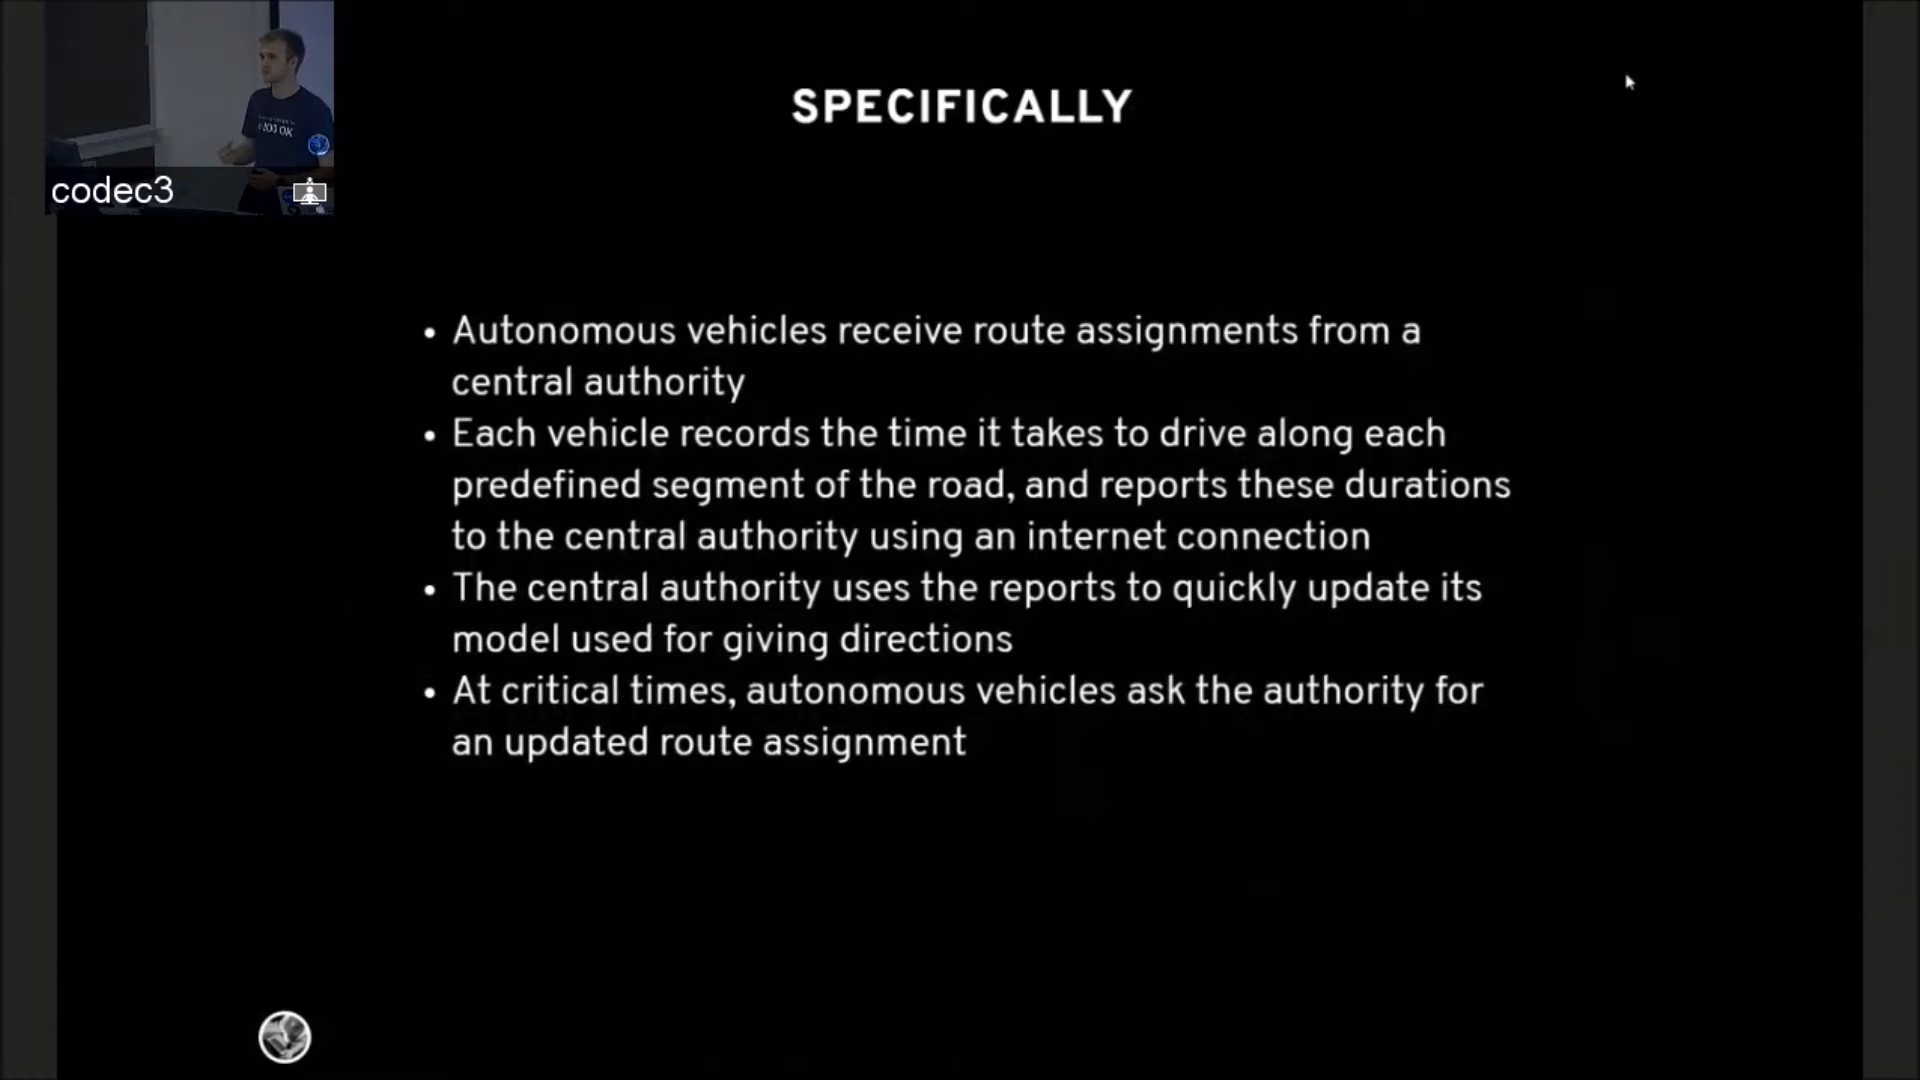 SPECIFICALLY
200 OK
codec3
• Autonomous vehicles receive route assignments from a
central authority
• Each vehicle records the time it takes to drive along each
predefined segment of the road, and reports these durations
to the central authority using an internet connection
• The central authority uses the reports to quickly update its
model used for giving directions
• At critical times, autonomous vehicles ask the authority for
an updated route assignment